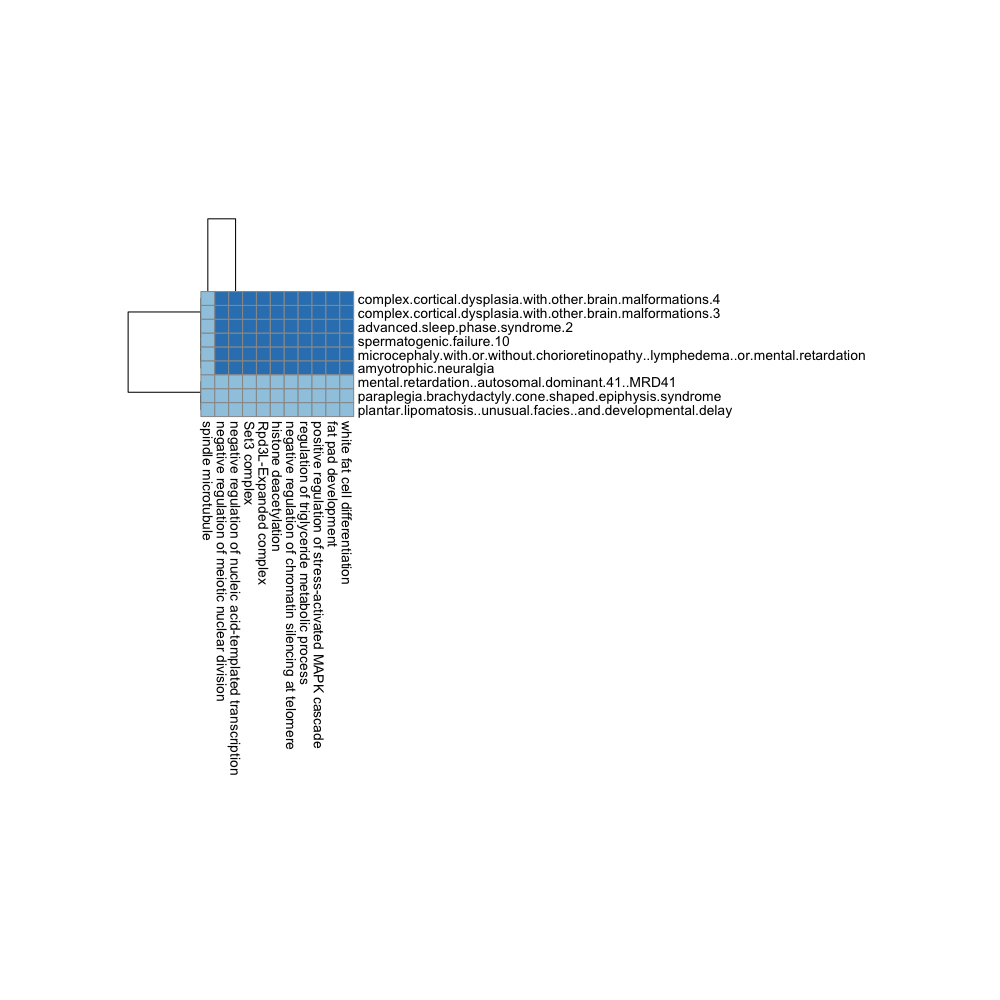 complex.cortical.dysplasia.with.other.brain.malformations.4
complex.cortical.dysplasia.with.other.brain.malformations.3
advanced.sleep.phase.syndrome.2
spermatogenic.failure.10
microcephaly.with.or.without.chorioretinopathy..lymphedema..or.mental.retardation
amyotrophic.neuralgia
mental.retardation..autosomal.dominant.41..MRD41
paraplegia.brachydactyly.cone.shaped.epiphysis.syndrome
plantar.lipomatosis..unusual.facies..and.developmental.delay
spindle microtubule
negative regulation of meiotic nuclear division
negative regulation of nucleic acid-templated transcription
Set3 complex
Rpd3L-Expanded complex
histone deacetylation
negative regulation of chromatin silencing at telomere
regulation of triglyceride metabolic process
positive regulation of stress-activated MAPK cascade
fat pad development
white fat cell differentiation